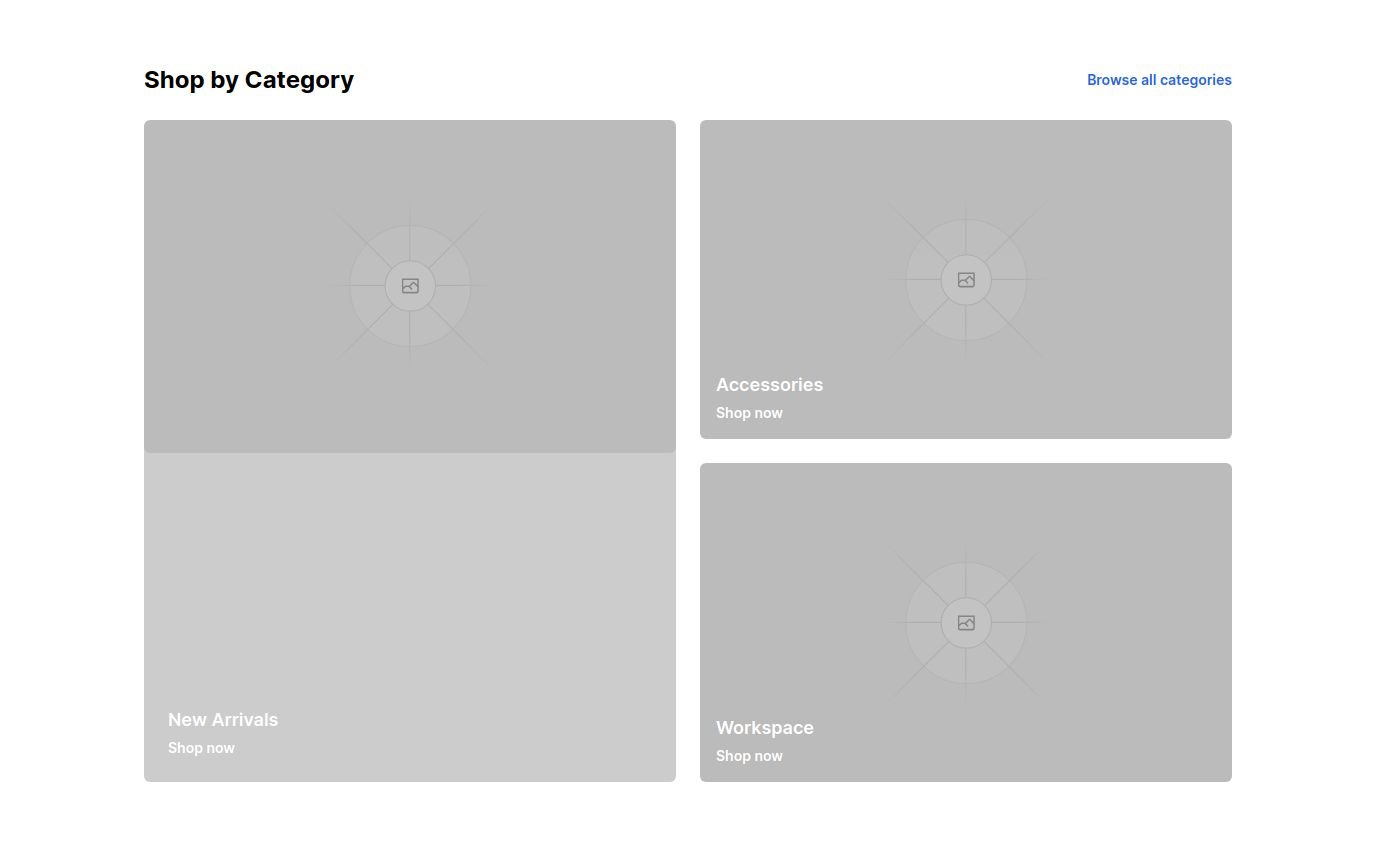 Shop by Category
Browse all categories
New Arrivals
Shop now
Accessories
Shop now
Workspace
Shop now